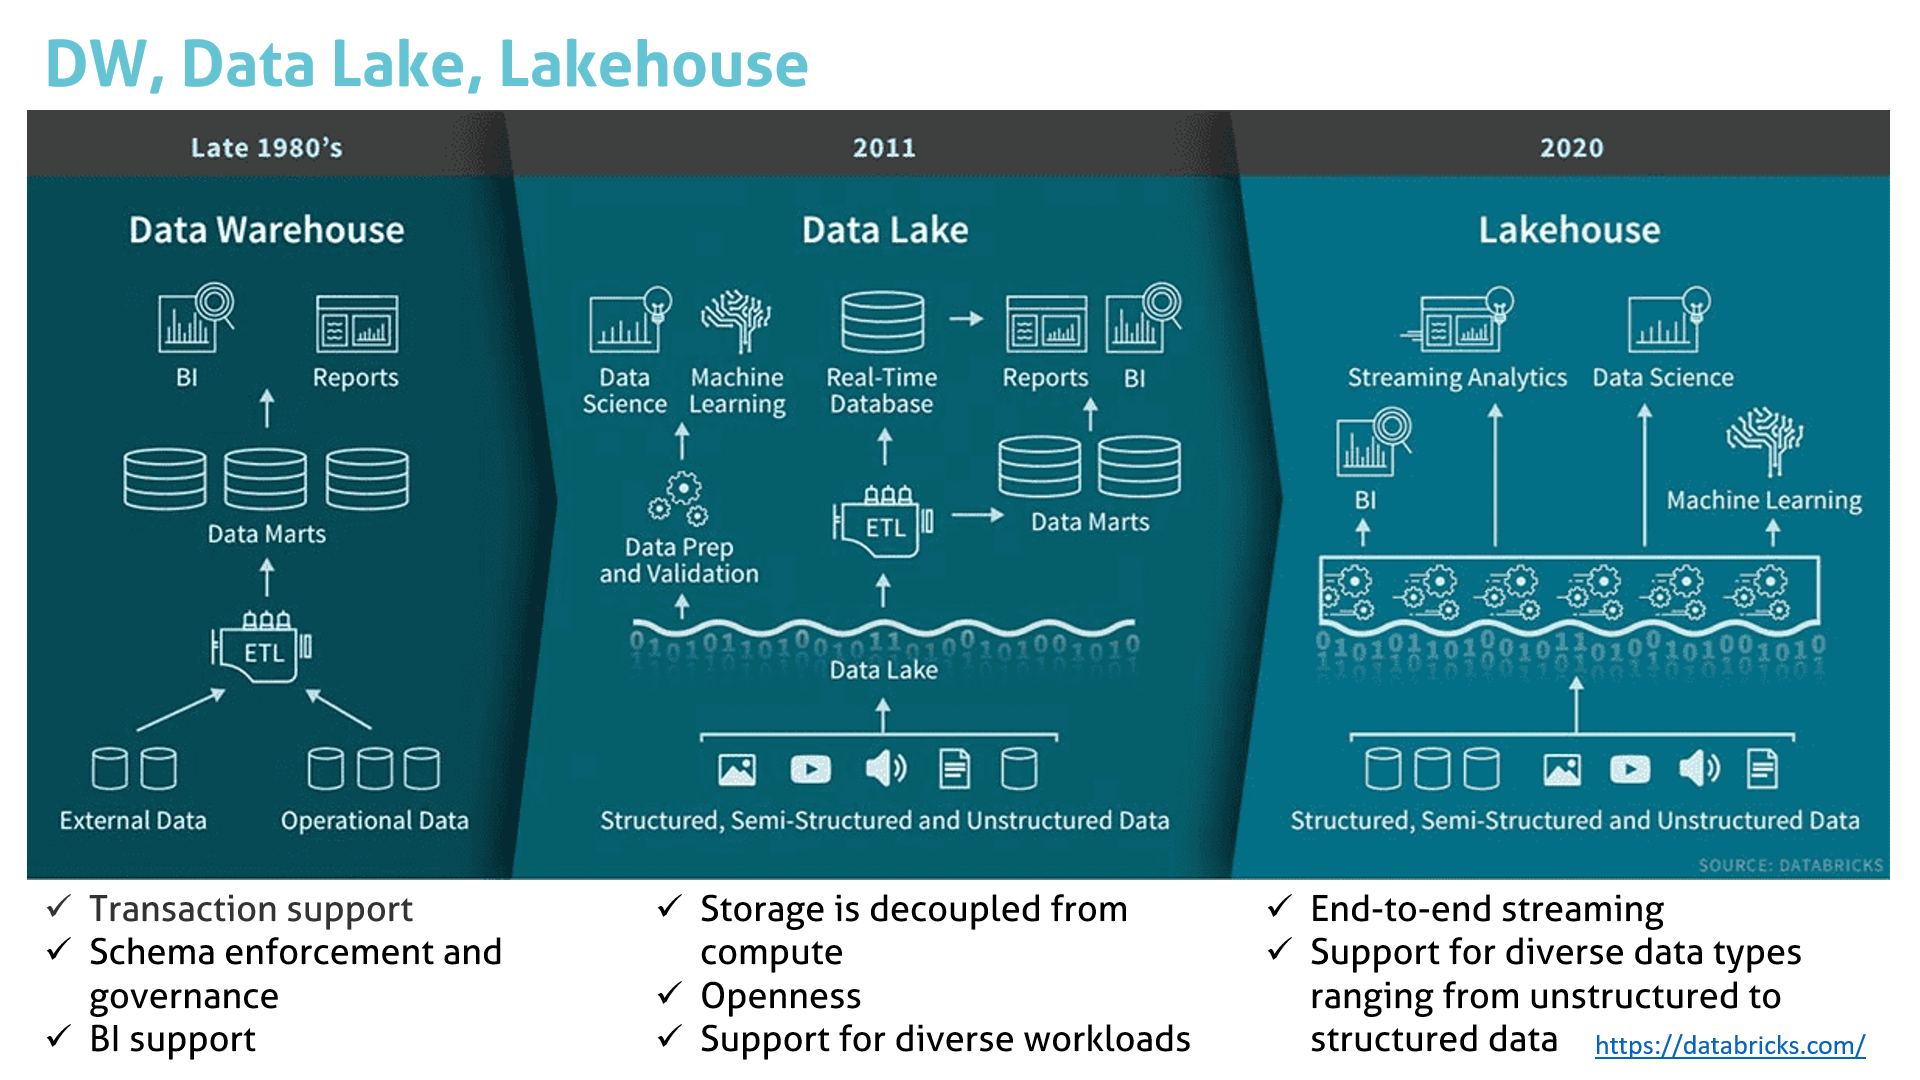 DW, Data Lake, Lakehouse
Late 1980’s
2011
2020
Data Warehouse
BI
Reports
Data Marts
ETL
External Data
Operational Data
Data Lake
Data
Science
Machine
Learning
Real-Time
Database
Reports
BI
Data Prep
and Validation
ETL
Data Marts
01010110100010110100101001010
Data Lake
Structured, Semi-Structured and Unstructured Data
Lakehouse
Streaming Analytics
Data Science
BI
Machine Learning
01010110100010110100101001010
Structured, Semi-Structured and Unstructured Data
SOURCE: DATABRICKS
✓ Transaction support
✓ Schema enforcement and
governance
✓ BI support
✓ Storage is decoupled from
compute
✓ Openness
✓ Support for diverse workloads
✓ End-to-end streaming
✓ Support for diverse data types
ranging from unstructured to
structured data
https://databricks.com/